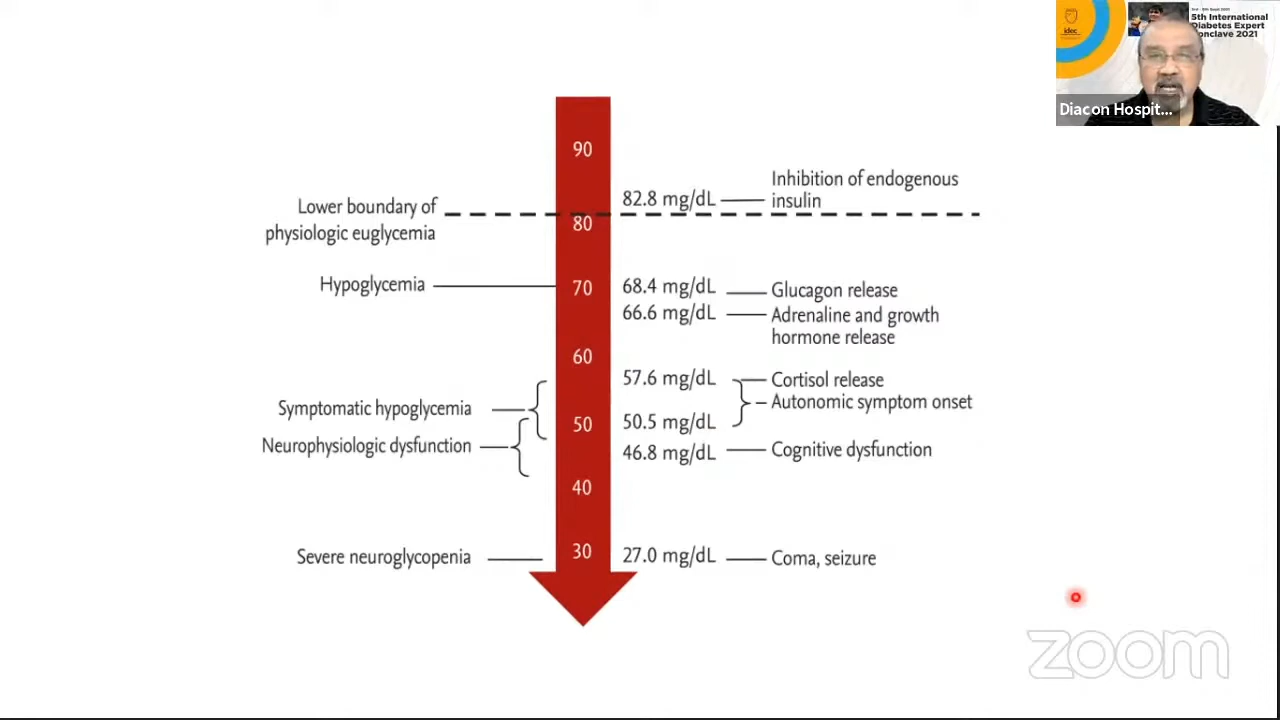 5th International
Diabetes Expert
Conclave 2021
idec
Diacon Hospit...
90
82.8 mg/dL
Inhibition of endogenous
insulin
Lower boundary of
physiologic euglycemia
80
Hypoglycemia
70
68.4 mg/dL
Glucagon release
66.6 mg/dL
Adrenaline and growth
hormone release
60
57.6 mg/dL
Cortisol release
Autonomic symptom onset
Symptomatic hypoglycemia
50
50.5 mg/dL
Neurophysiologic dysfunction
46.8 mg/dL
Cognitive dysfunction
40
Severe neuroglycopenia
30
27.0 mg/dL
Coma, seizure
zoom